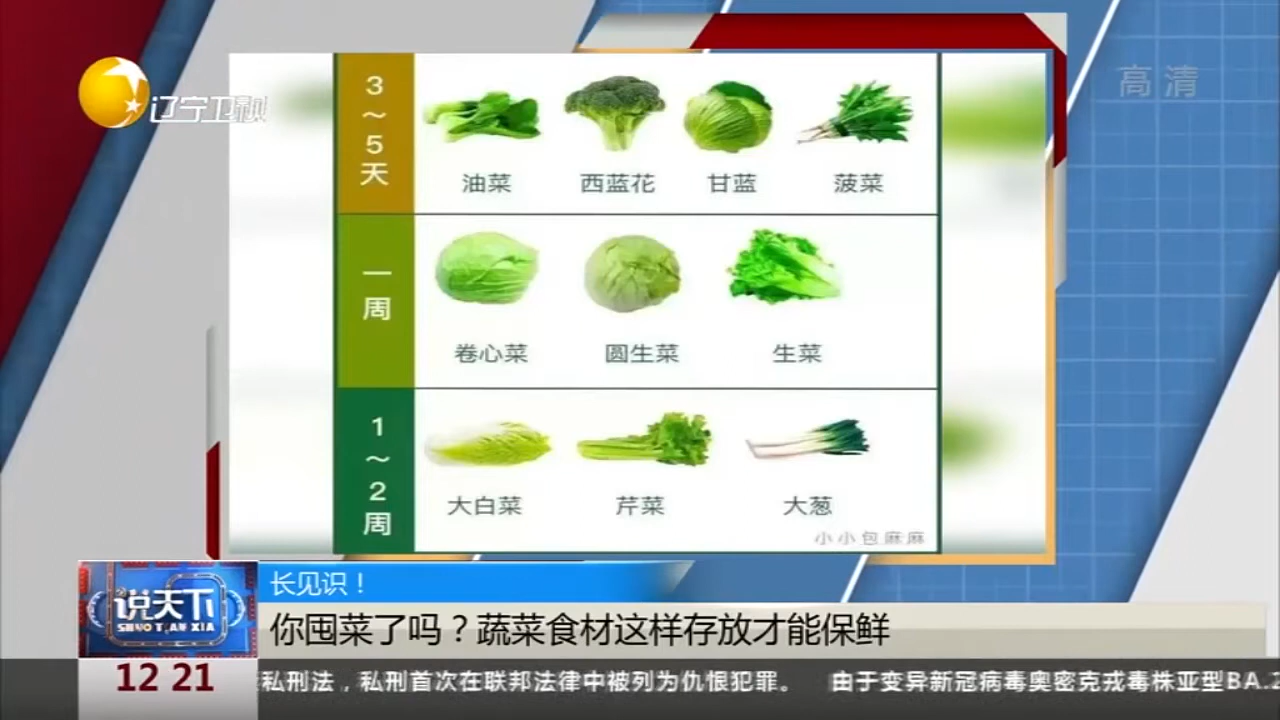 辽宁卫视
高清
3~5天
油菜 西蓝花 甘蓝 菠菜
一周
卷心菜 圆生菜 生菜
1~2周
大白菜 芹菜 大葱
小小包麻麻
说天下
SHUO TIAN XIA
长见识！
你囤菜了吗？蔬菜食材这样存放才能保鲜
12 21
私刑法，私刑首次在联邦法律中被列为仇恨犯罪。 由于变异新冠病毒奥密克戎毒株亚型BA.2